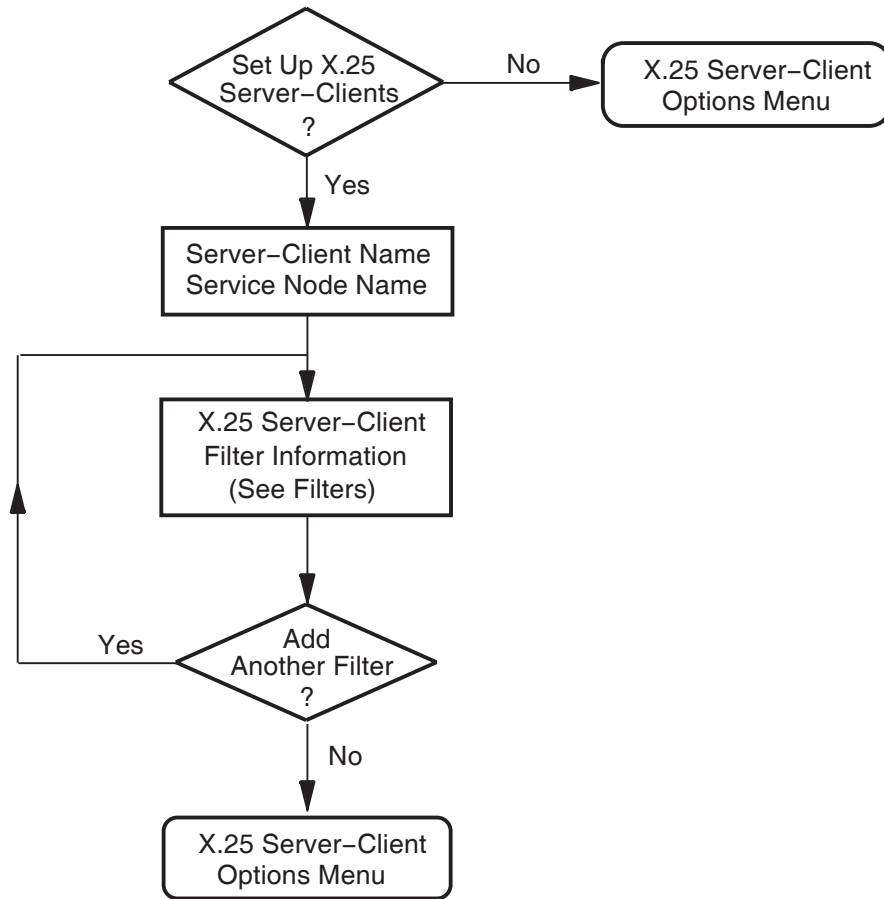 Set Up X.25
Server−Clients
?
No
X.25 Server−Client
Options Menu
Yes
Server−Client Name
Service Node Name
X.25 Server−Client
Filter Information
(See Filters)
Yes
Add
Another Filter
?
No
X.25 Server−Client
Options Menu